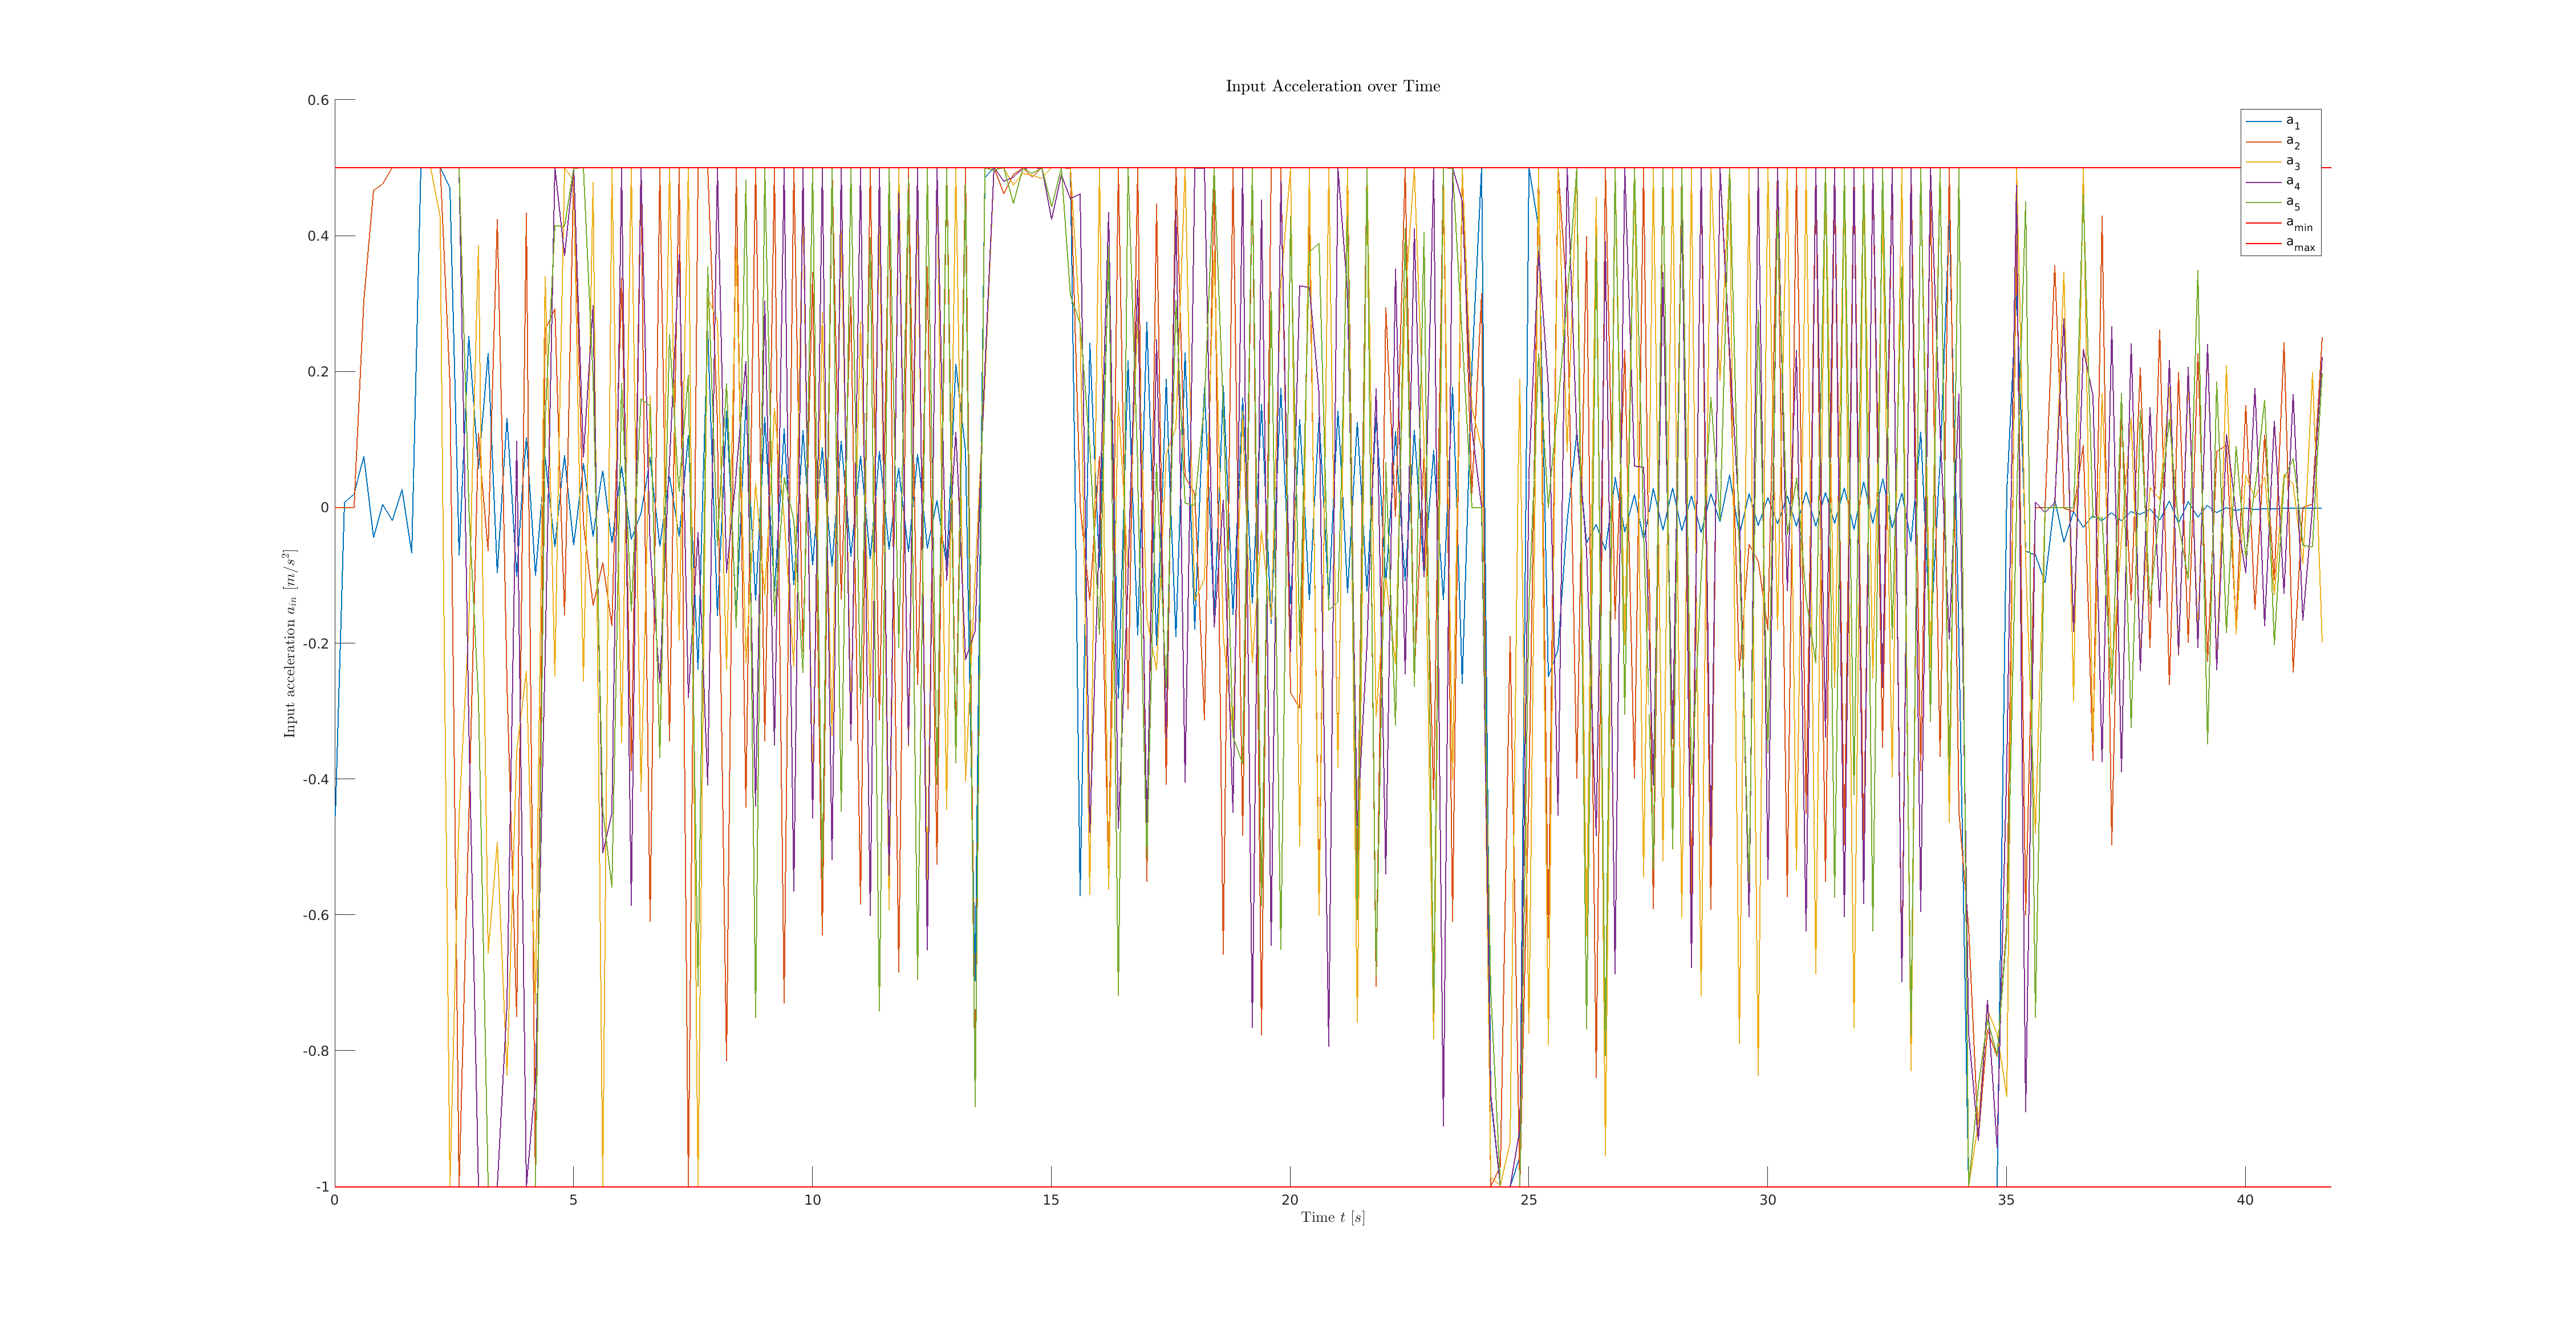 Input Acceleration over Time
0.6
0.4
0.2
0
-0.2
-0.4
-0.6
-0.8
-1
Input acceleration a_in [m/s^2]
a_1
a_2
a_3
a_4
a_5
a_min
a_max
0 5 10 15 20 25 30 35 40
Time t [s]